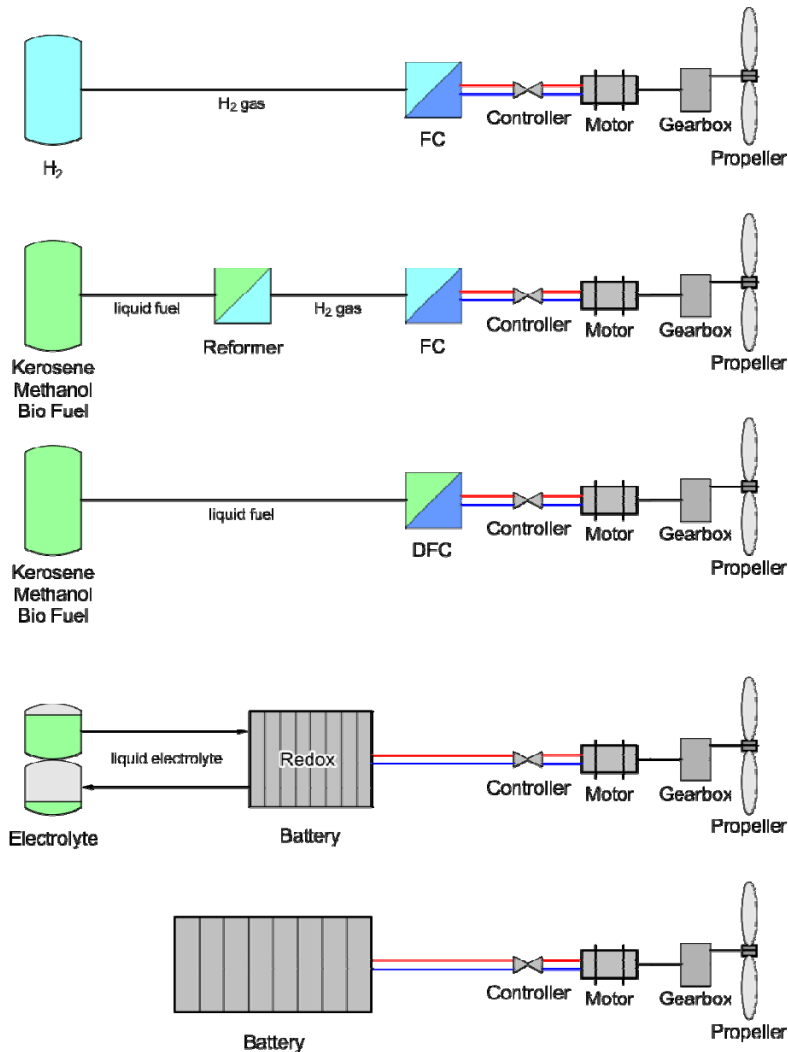 H2 gas
H2
FC
Controller
Motor
Gearbox
Propeller
liquid fuel
H2 gas
Kerosene
Methanol
Bio Fuel
Reformer
FC
Controller
Motor
Gearbox
Propeller
liquid fuel
Kerosene
Methanol
Bio Fuel
DFC
Controller
Motor
Gearbox
Propeller
liquid electrolyte
Redox
Electrolyte
Battery
Controller
Motor
Gearbox
Propeller
Battery
Controller
Motor
Gearbox
Propeller